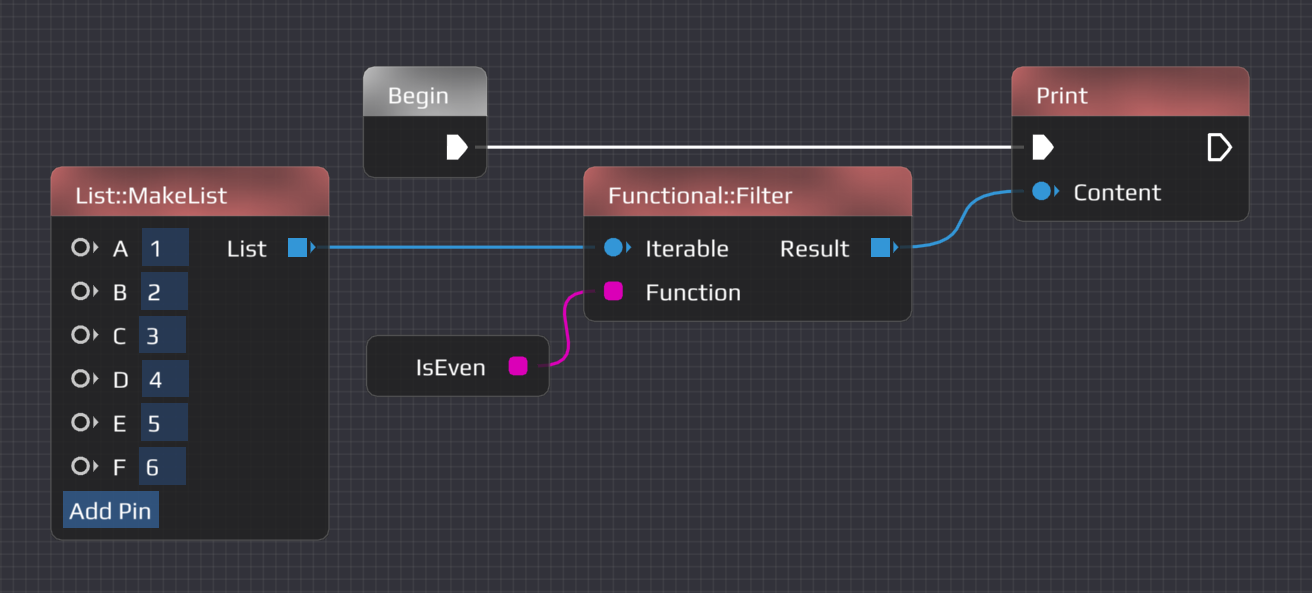 Begin
Print
Content
List::MakeList
A 1 List
B 2
C 3
D 4
E 5
F 6
Add Pin
Functional::Filter
Iterable Result
Function
IsEven